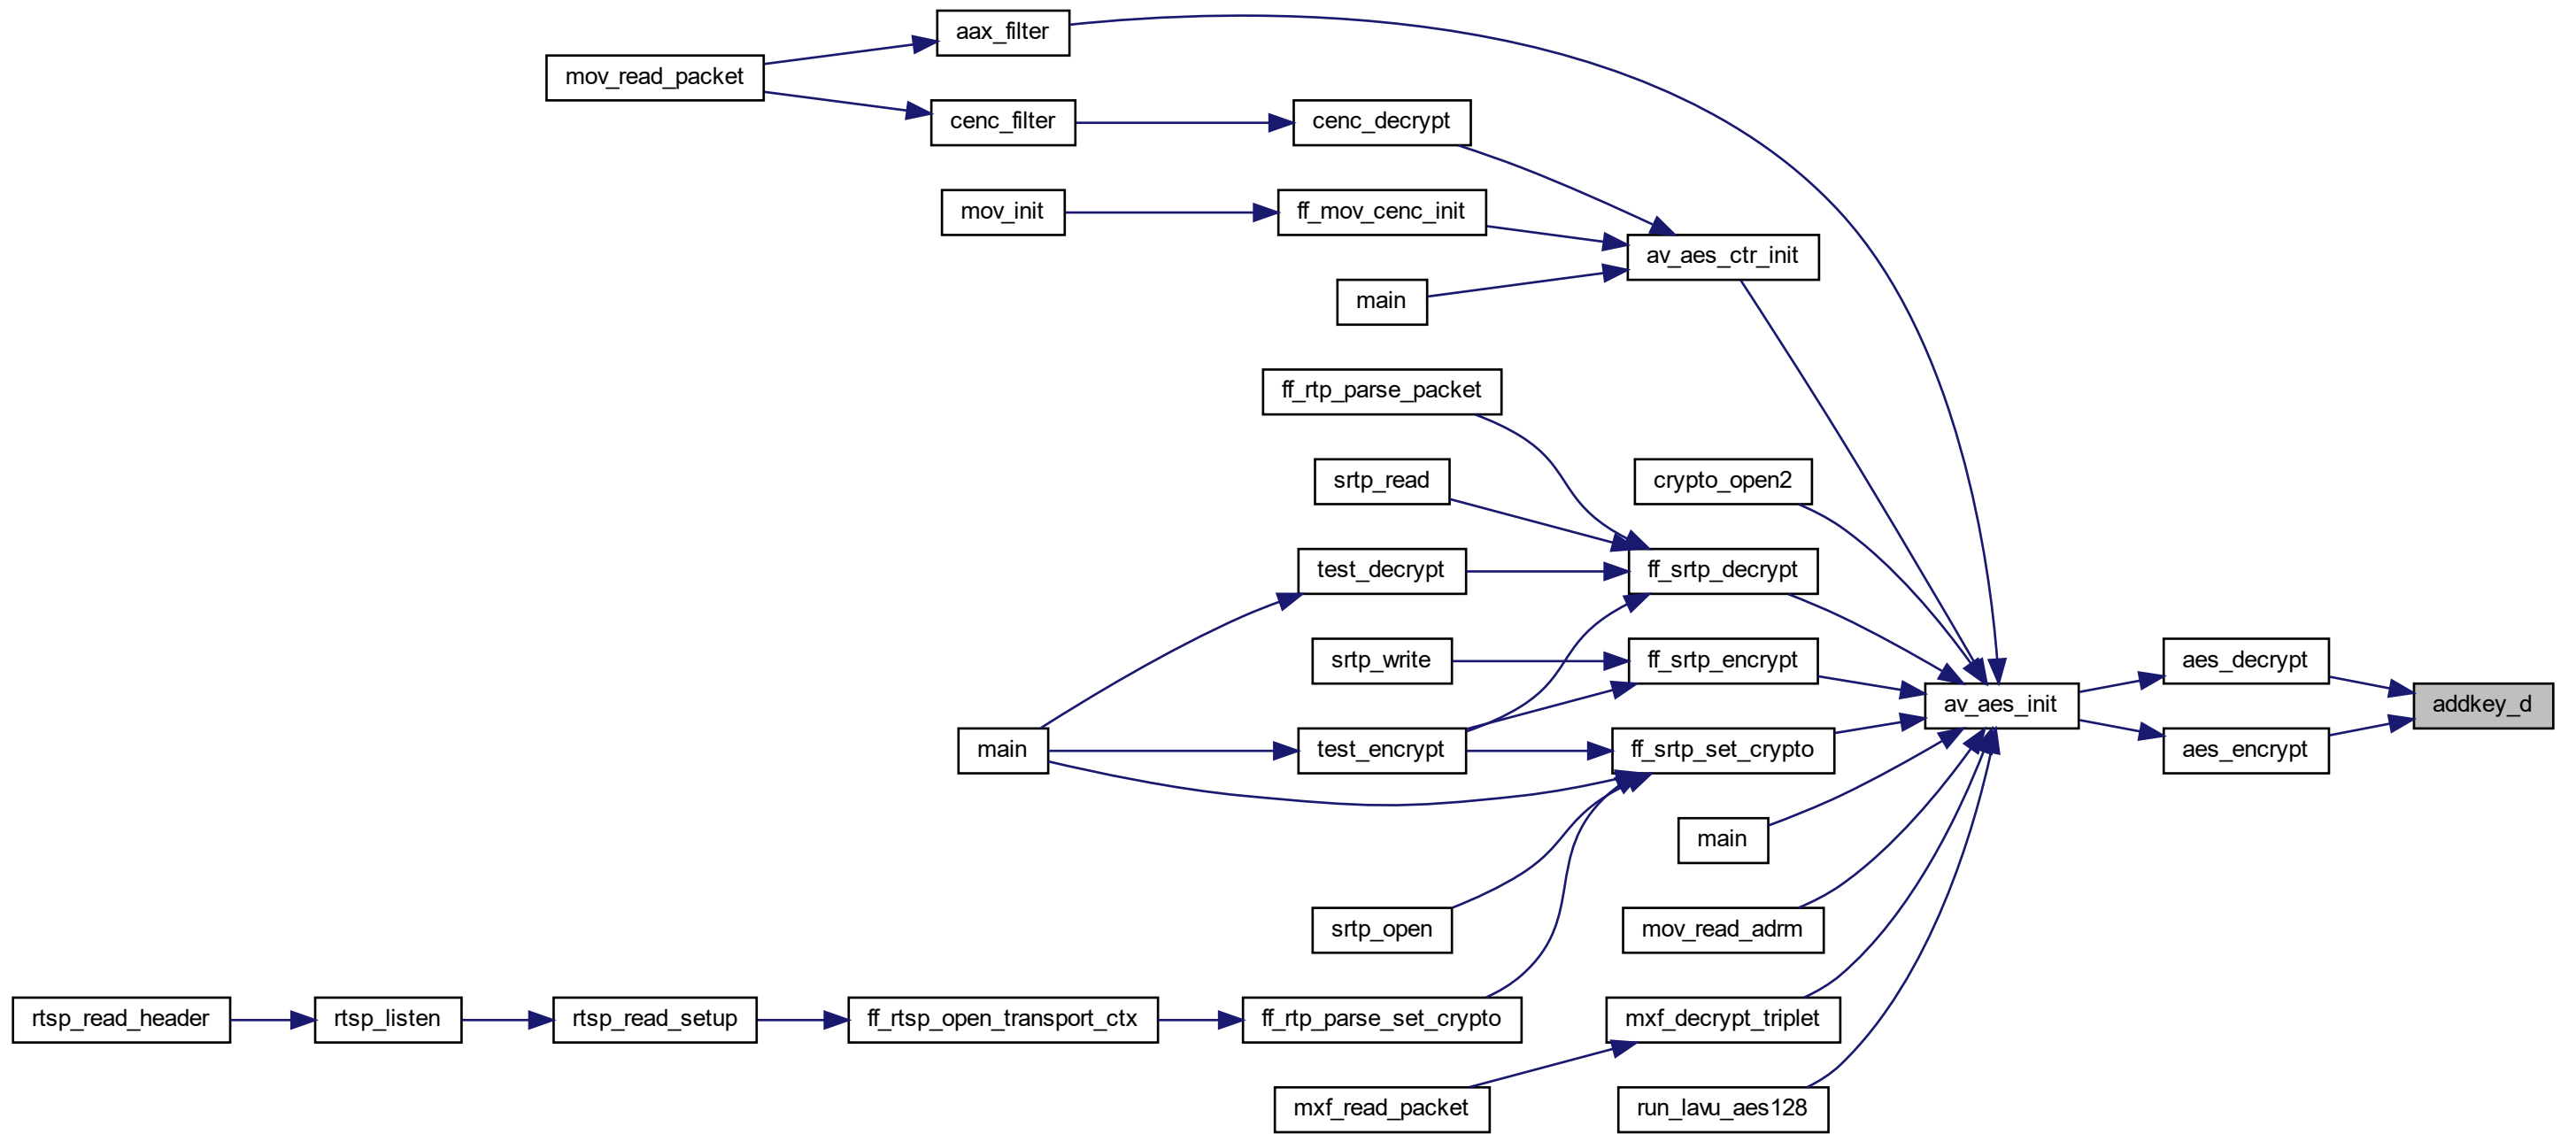 aax_filter
mov_read_packet
cenc_filter
cenc_decrypt
mov_init
ff_mov_cenc_init
av_aes_ctr_init
main
ff_rtp_parse_packet
srtp_read
crypto_open2
test_decrypt
ff_srtp_decrypt
srtp_write
ff_srtp_encrypt
aes_decrypt
av_aes_init
addkey_d
main
test_encrypt
ff_srtp_set_crypto
aes_encrypt
main
srtp_open
mov_read_adrm
rtsp_read_header
rtsp_listen
rtsp_read_setup
ff_rtsp_open_transport_ctx
ff_rtp_parse_set_crypto
mxf_decrypt_triplet
mxf_read_packet
run_lavu_aes128